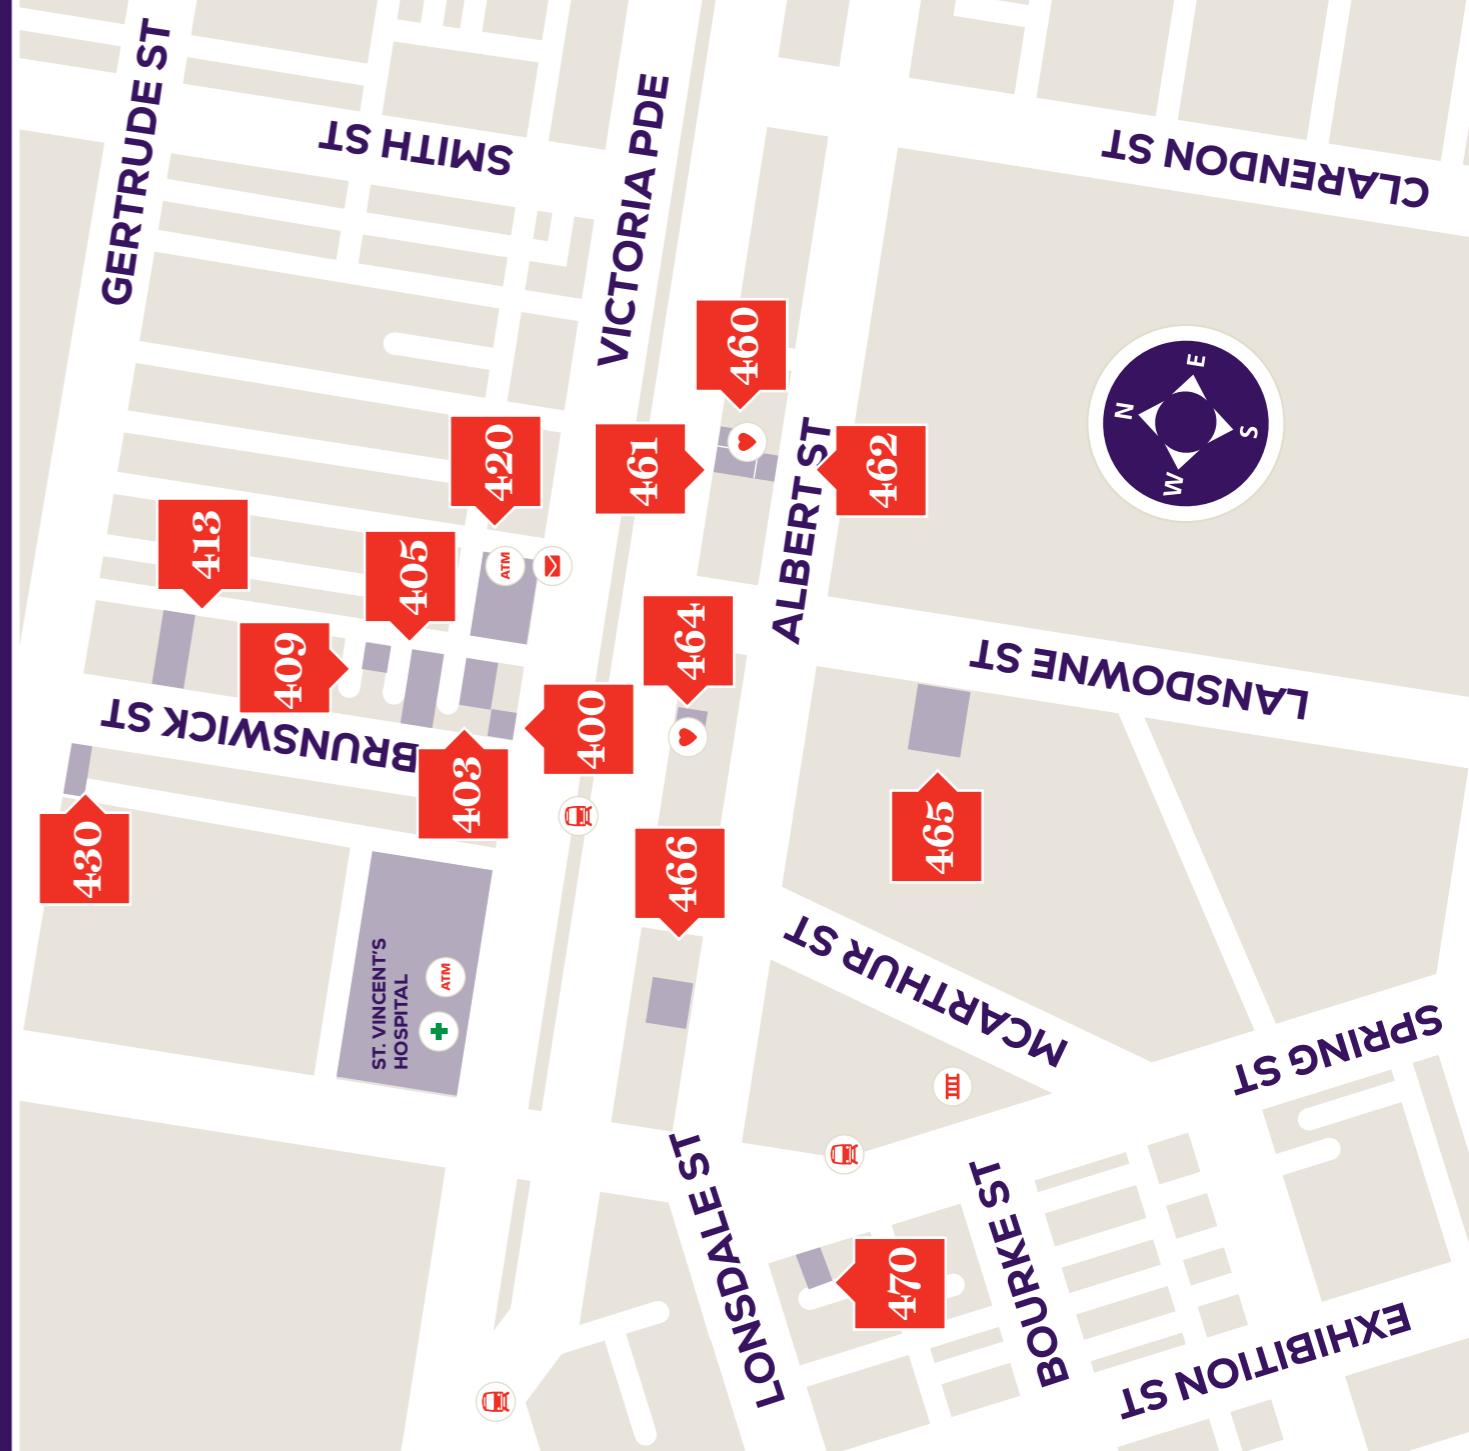 GERTRUDE ST
SMITH ST
VICTORIA PDE
CLARENDON ST
460
420
461
462
ALBERT ST
N
E
S
W
413
405
409
464
400
LANSDOWNE ST
BRUNSWICK ST
403
430
ATM
466
465
ST. VINCENT'S
HOSPITAL
ATM
MCARTHUR ST
SPRING ST
LONSDALE ST
470
BOURKE ST
EXHIBITION ST